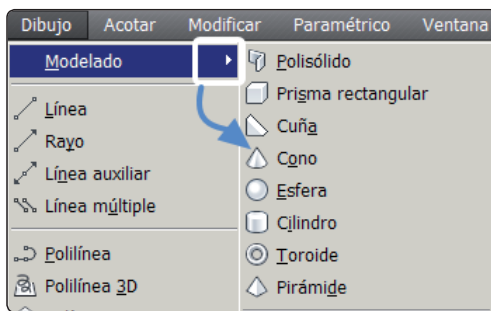 Dibujo Acotar Modificar Paramétrico Ventana
Modelado
Línea
Rayo
Línea auxiliar
Línea múltiple
Polilínea
Polilínea 3D
Polisólido
Prisma rectangular
Cuña
Cono
Esfera
Cilindro
Toroide
Pirámide